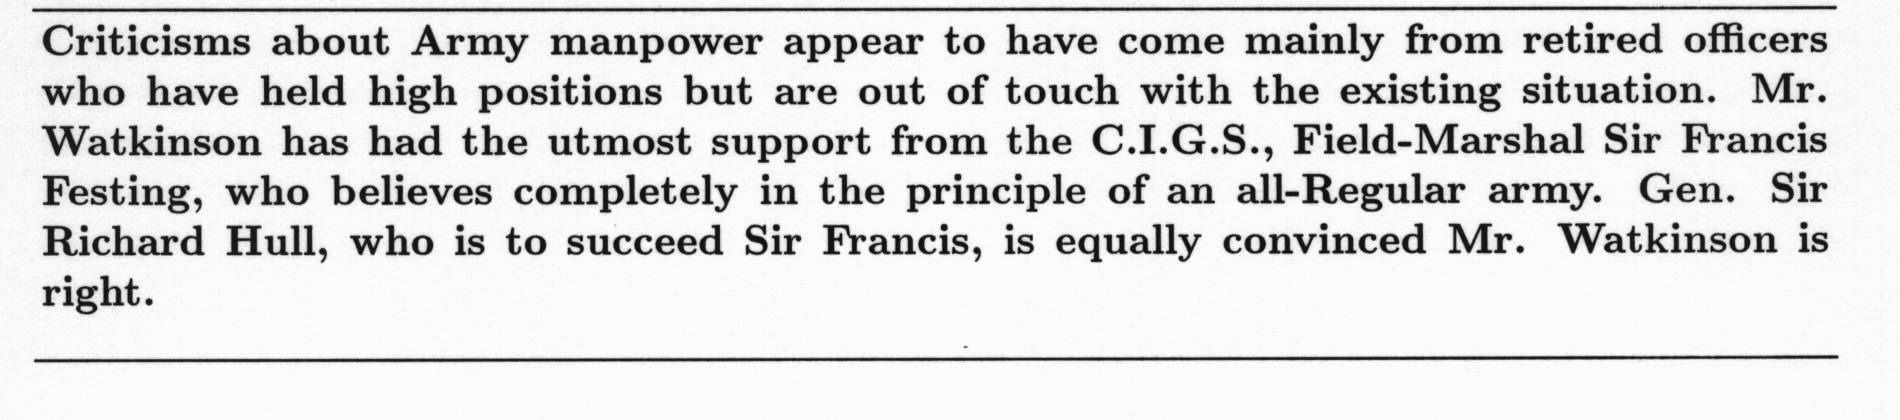 Criticisms about Army manpower appear to have come mainly from retired officers
who have held high positions but are out of touch with the existing situation. Mr.
Watkinson has had the utmost support from the C.I.G.S., Field-Marshal Sir Francis
Festing, who believes completely in the principle of an all-Regular army. Gen. Sir
Richard Hull, who is to succeed Sir Francis, is equally convinced Mr. Watkinson is
right.